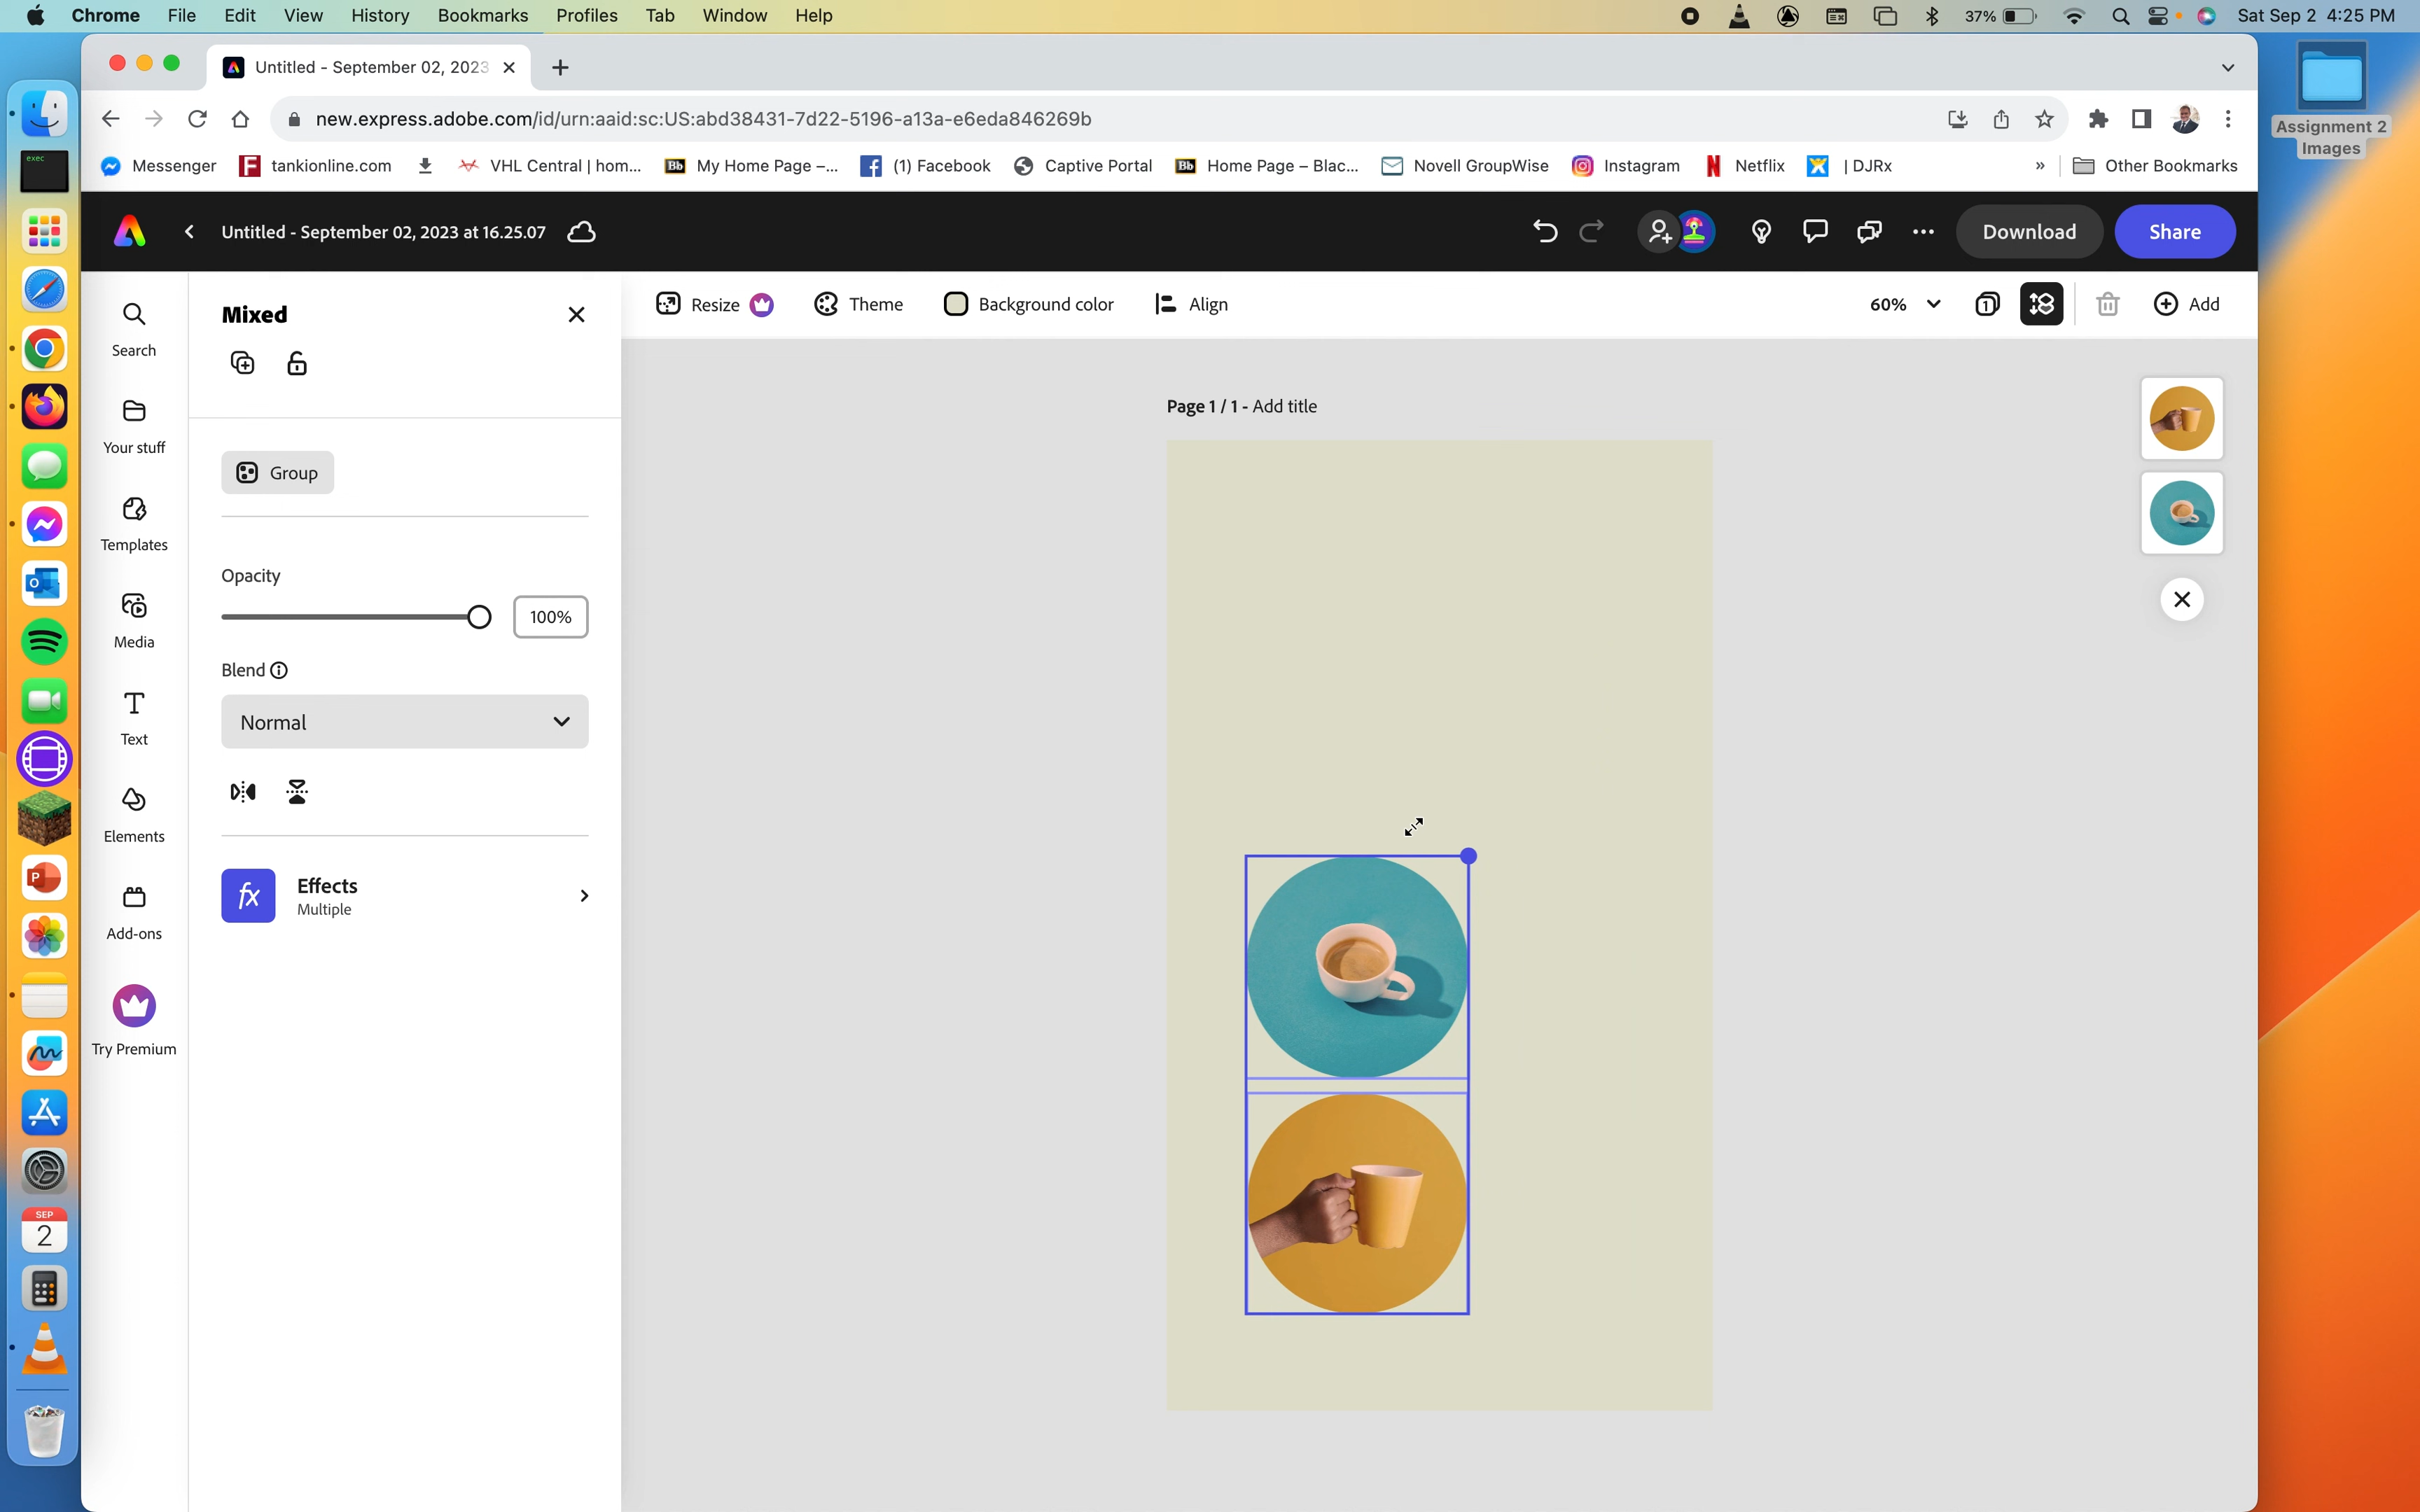 Chrome File Edit View History Bookmarks Profiles Tab Window Help 37% Sat Sep 2 4:25 PM
Untitled - September 02, 2023
new.express.adobe.com/id/urn:aaid:sc:US:abd38431-7d22-5196-a13a-e6eda846269b
Messenger tankionline.com VHL Central | hom... My Home Page –... (1) Facebook Captive Portal Home Page – Blac... Novell GroupWise Instagram Netflix | DJRx » Other Bookmarks
Assignment 2
Images
Untitled - September 02, 2023 at 16.25.07 Download Share
Mixed
Resize Theme Background color Align 60% 1 Add
Search
Your stuff
Templates
Media
Text
Elements
Add-ons
Try Premium
Group
Opacity
100%
Blend
Normal
fx Effects
Multiple
Page 1 / 1 - Add title
exec
SEP
2
Bb
Bb